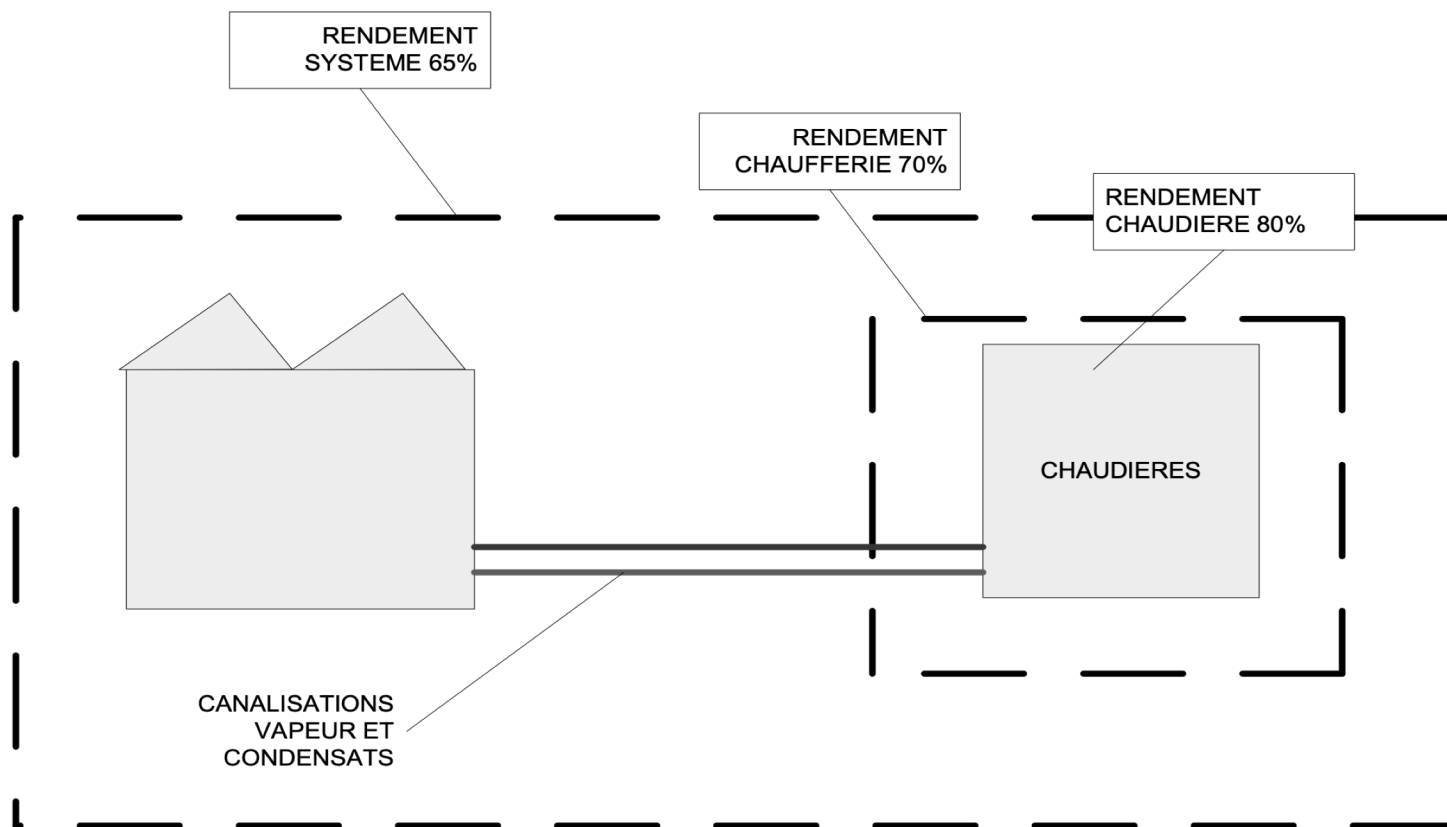 RENDEMENT
SYSTEME 65%
RENDEMENT
CHAUFFERIE 70%
RENDEMENT
CHAUDIERE 80%
CHAUDIERES
CANALISATIONS
VAPEUR ET
CONDENSATS